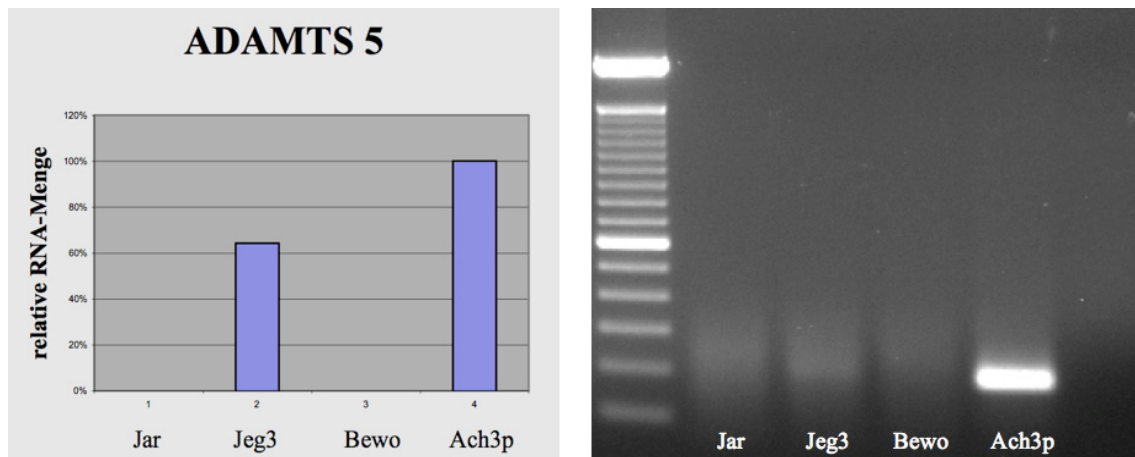 ADAMTS 5
relative RNA-Menge
120%
100%
80%
60%
40%
20%
0%
1 2 3 4
Jar Jeg3 Bewo Ach3p
Jar Jeg3 Bewo Ach3p